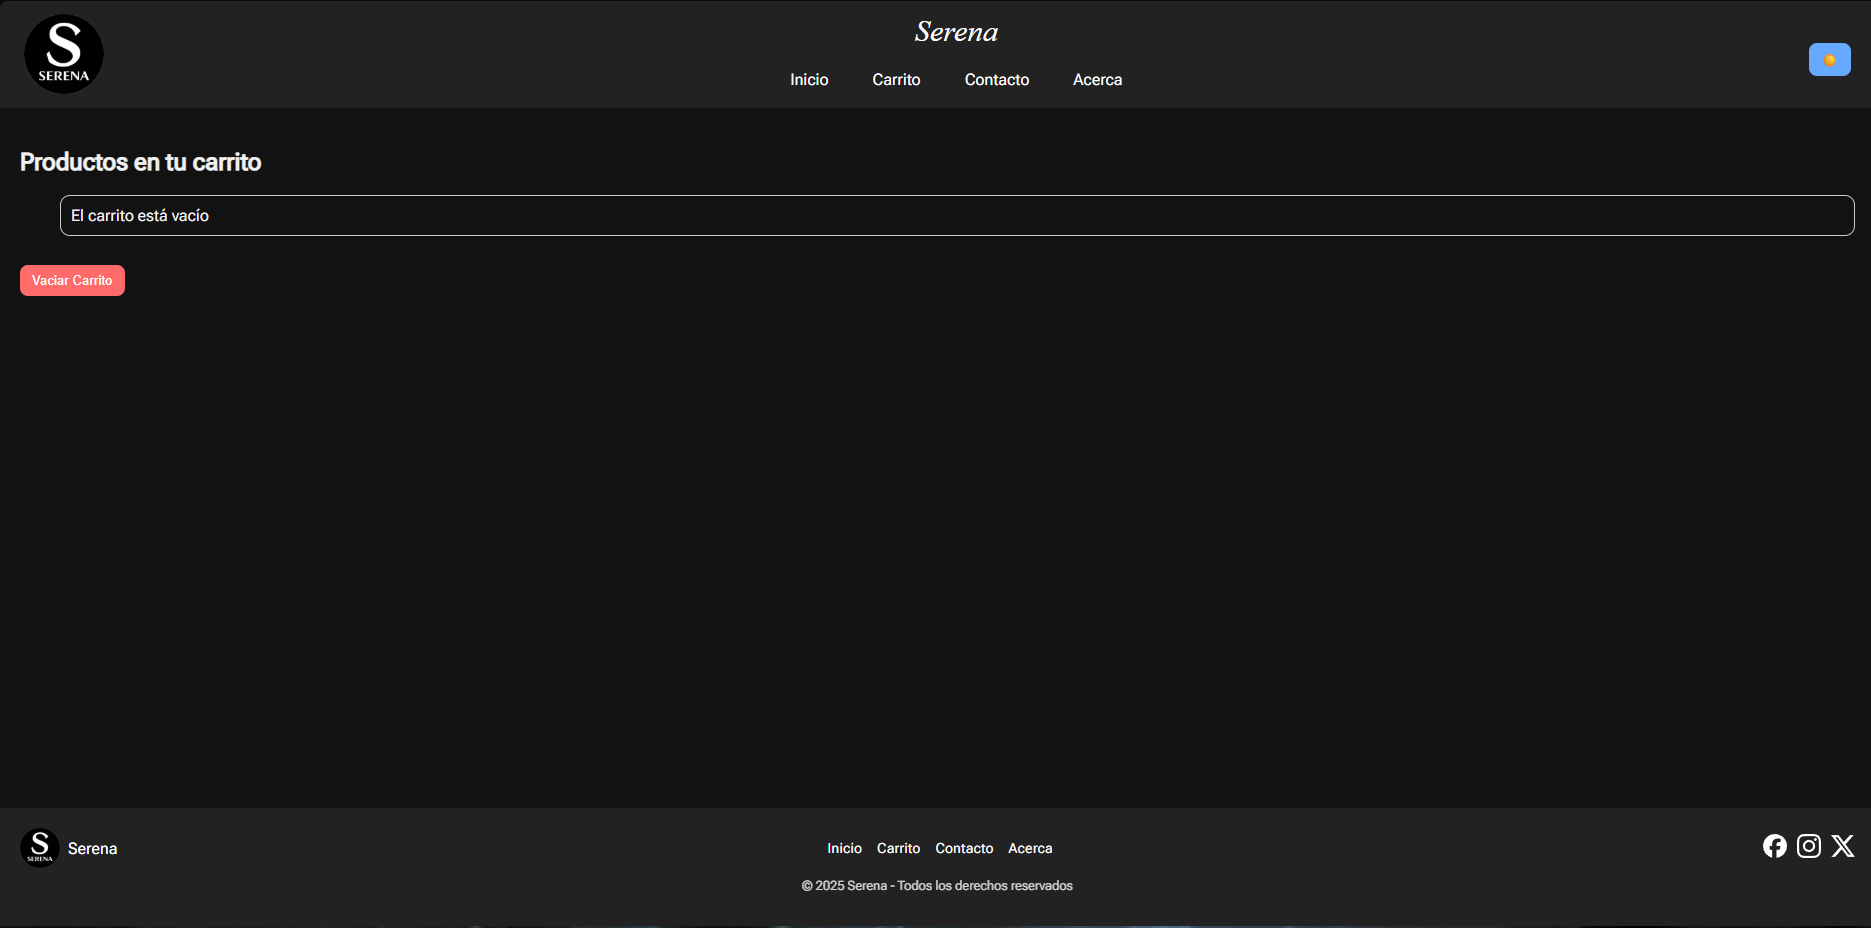 S
SERENA
Serena
Inicio Carrito Contacto Acerca
Productos en tu carrito
El carrito está vacío
Vaciar Carrito
S
SERENA
Serena
Inicio Carrito Contacto Acerca
© 2025 Serena - Todos los derechos reservados